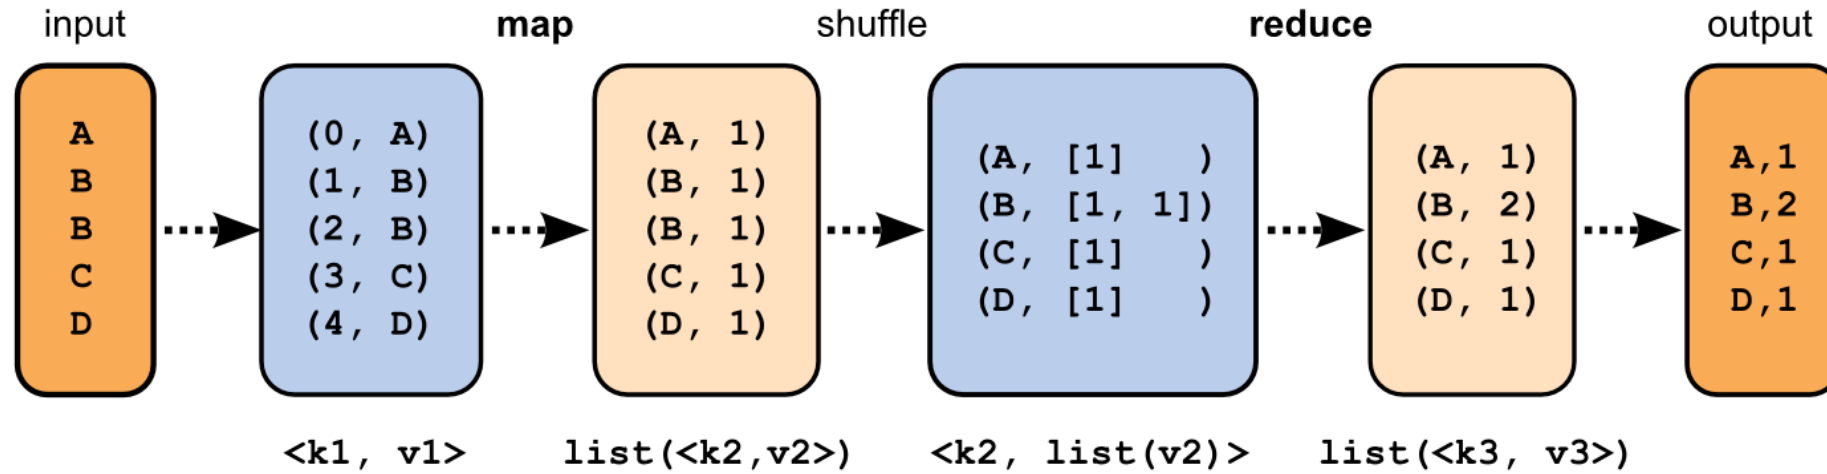 input map shuffle reduce output
A
B
B
C
D
(0, A)
(1, B)
(2, B)
(3, C)
(4, D)
(A, 1)
(B, 1)
(B, 1)
(C, 1)
(D, 1)
(A, [1] )
(B, [1, 1])
(C, [1] )
(D, [1] )
(A, 1)
(B, 2)
(C, 1)
(D, 1)
A,1
B,2
C,1
D,1
<k1, v1> list(<k2,v2>) <k2, list(v2)> list(<k3, v3>)